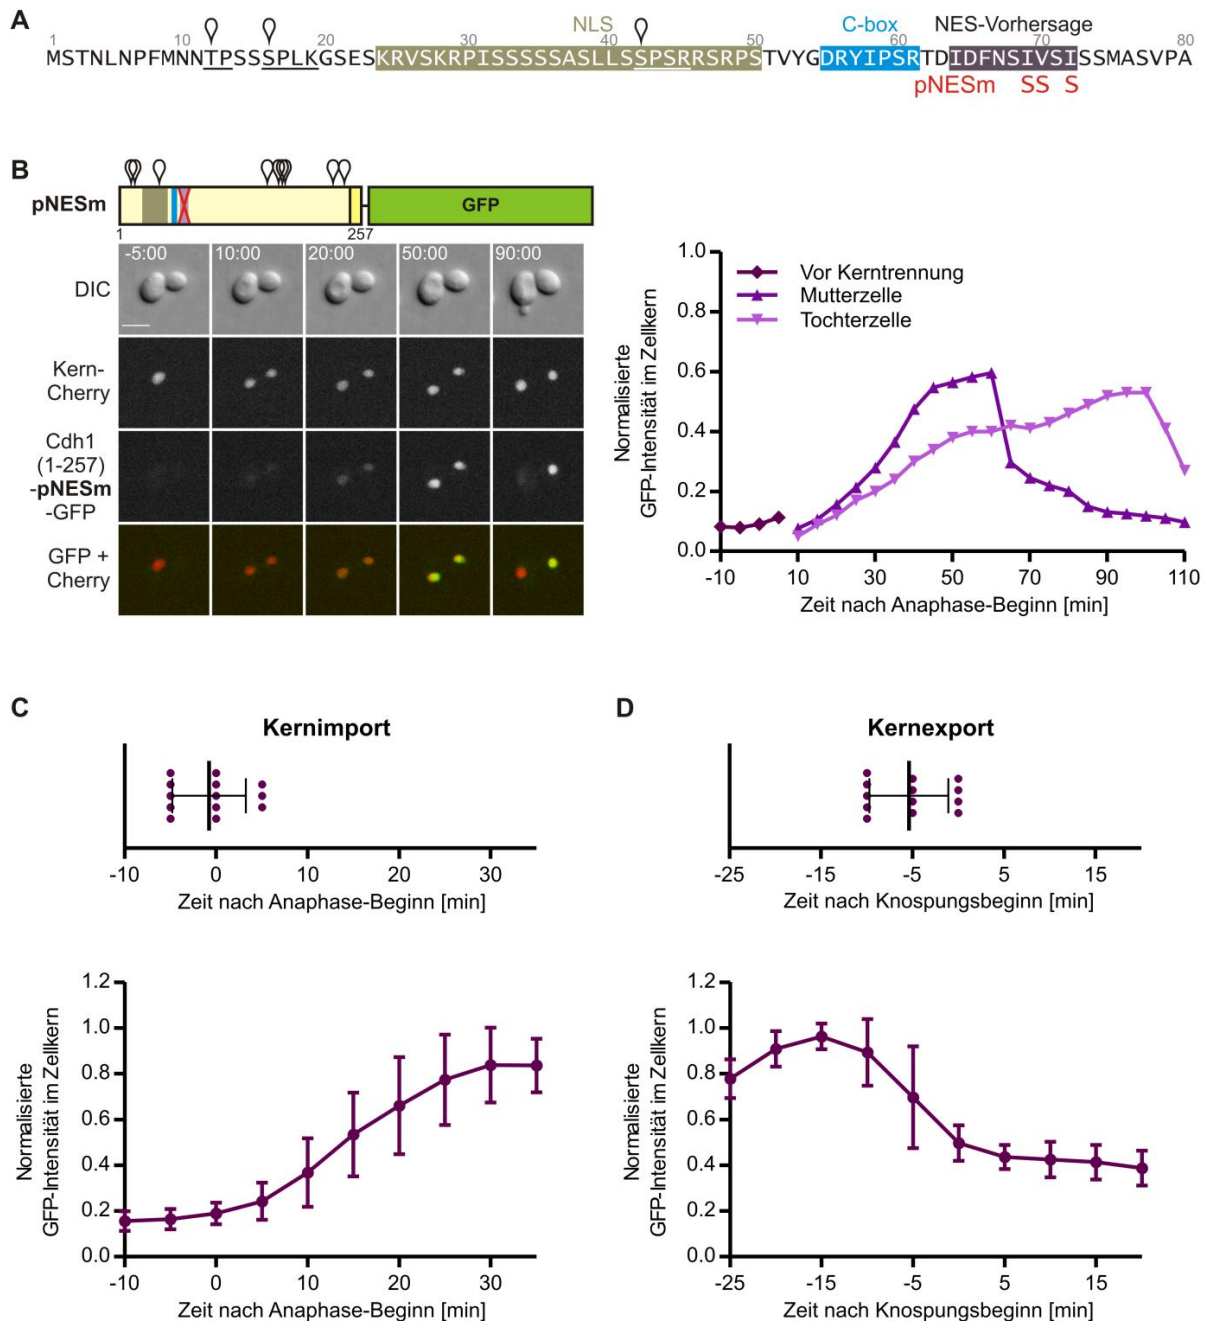 A
NLS C-box NES-Vorhersage
1 10 20 30 40 50 60 70 80
MSTNLNPFMNNTPSSSPLKGSESKRVSKRPISSSSSASLLSSPSRRSRPSTVYGDRYIPSRTDIDFNSIVSISSMASVPA
pNESm SS S
B
pNESm
GFP
1 257
-5:00 10:00 20:00 50:00 90:00
DIC
Kern-
Cherry
Cdh1
(1-257)
-pNESm
-GFP
GFP +
Cherry
Normalisierte
GFP-Intensität im Zellkern
1.0
0.8
0.6
0.4
0.2
0.0
Vor Kerntrennung
Mutterzelle
Tochterzelle
-10 10 30 50 70 90 110
Zeit nach Anaphase-Beginn [min]
C
Kernimport
-10 0 10 20 30
Zeit nach Anaphase-Beginn [min]
Normalisierte
GFP-Intensität im Zellkern
1.2
1.0
0.8
0.6
0.4
0.2
0.0
-10 0 10 20 30
Zeit nach Anaphase-Beginn [min]
D
Kernexport
-25 -15 -5 5 15
Zeit nach Knospungsbeginn [min]
Normalisierte
GFP-Intensität im Zellkern
1.2
1.0
0.8
0.6
0.4
0.2
0.0
-25 -15 -5 5 15
Zeit nach Knospungsbeginn [min]